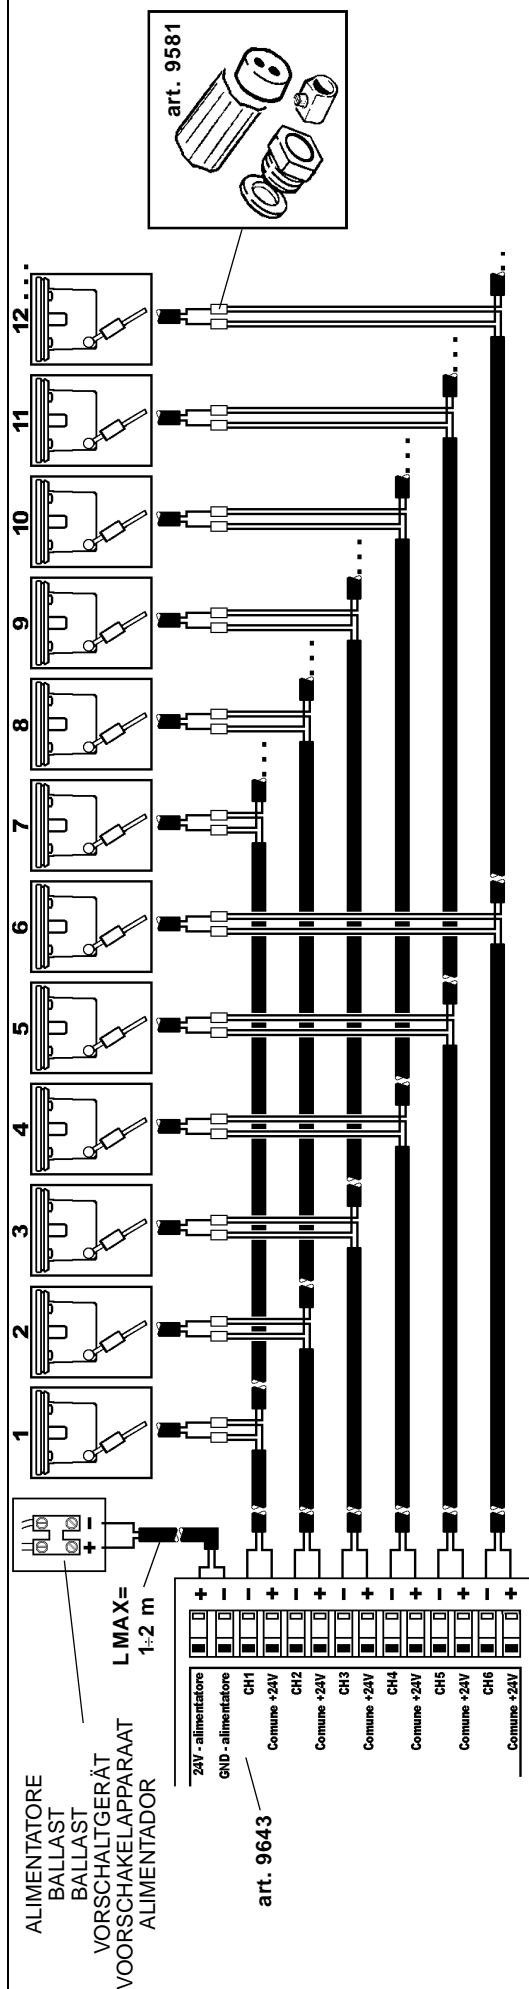 ALIMENTATORE
BALLAST
BALLAST
VORSCHALTGERÄT
VOORSCHAKELAPPARAAT
ALIMENTADOR
+ -
L MAX=
1÷2 m
1 2 3 4 5 6 7 8 9 10 11 12 ....
art. 9581
24V - alimentatore +
GND - alimentatore -
CH1 -
Comune +24V +
CH2 -
Comune +24V +
CH3 -
Comune +24V +
CH4 -
Comune +24V +
CH5 -
Comune +24V +
CH6 -
Comune +24V +
art. 9643